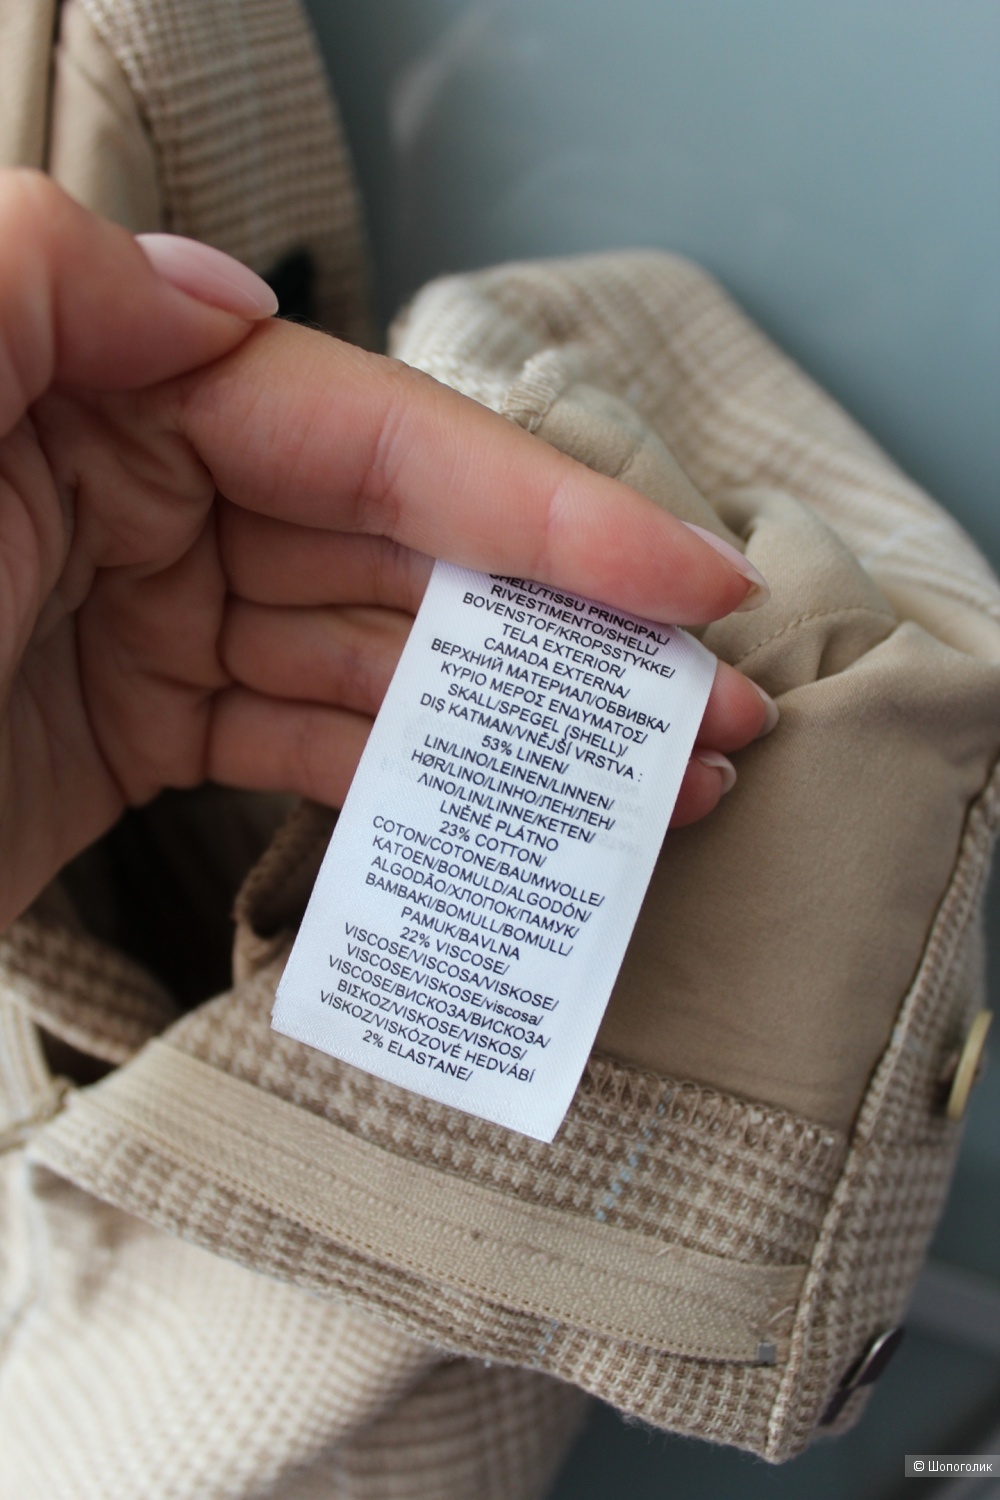 SHELL/TISSU PRINCIPAL/
RIVESTIMENTO/SHELL/
BOVENSTOF/KROPSSTYKKE/
TELA EXTERIOR/
CAMADA EXTERNA/
ВЕРХНИЙ МАТЕРИАЛ/ОБВИВКА/
ΚΥΡΙΟ ΜΕΡΟΣ ΕΝΔΥΜΑΤΟΣ/
SKALL/SPEGEL (SHELL)/
DIŞ KATMAN/VNĚJŠÍ VRSTVA :
53% LINEN/
LIN/LINO/LEINEN/LINNEN/
HØR/LINO/LINHO/ЛЕН/ЛЕН/
ΛΙΝΟ/LIN/LINNE/KETEN/
LNĚNÉ PLÁTNO
23% COTTON/
COTON/COTONE/BAUMWOLLE/
KATOEN/BOMULD/ALGODÓN/
ALGODÃO/ХЛОПОК/ПАМУК/
BAMBAKI/BOMULL/BOMULL/
PAMUK/BAVLNA
22% VISCOSE/
VISCOSE/VISCOSA/VISKOSE/
VISCOSE/VISKOSE/viscosa/
VISCOSE/ВИСКОЗА/ВИСКОЗА/
ΒΙΣΚΟΖ/VISKOSE/VISKOS/
VİSKOZ/VISKÓZOVÉ HEDVÁBÍ
2% ELASTANE/
© Шопоголик